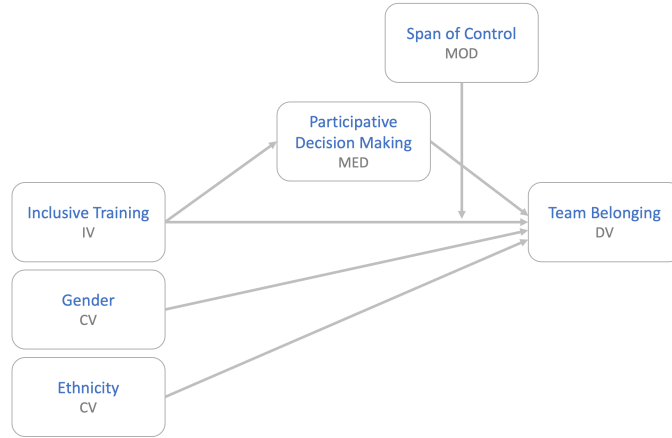 Span of Control
MOD
Participative
Decision Making
MED
Inclusive Training
IV
Team Belonging
DV
Gender
CV
Ethnicity
CV